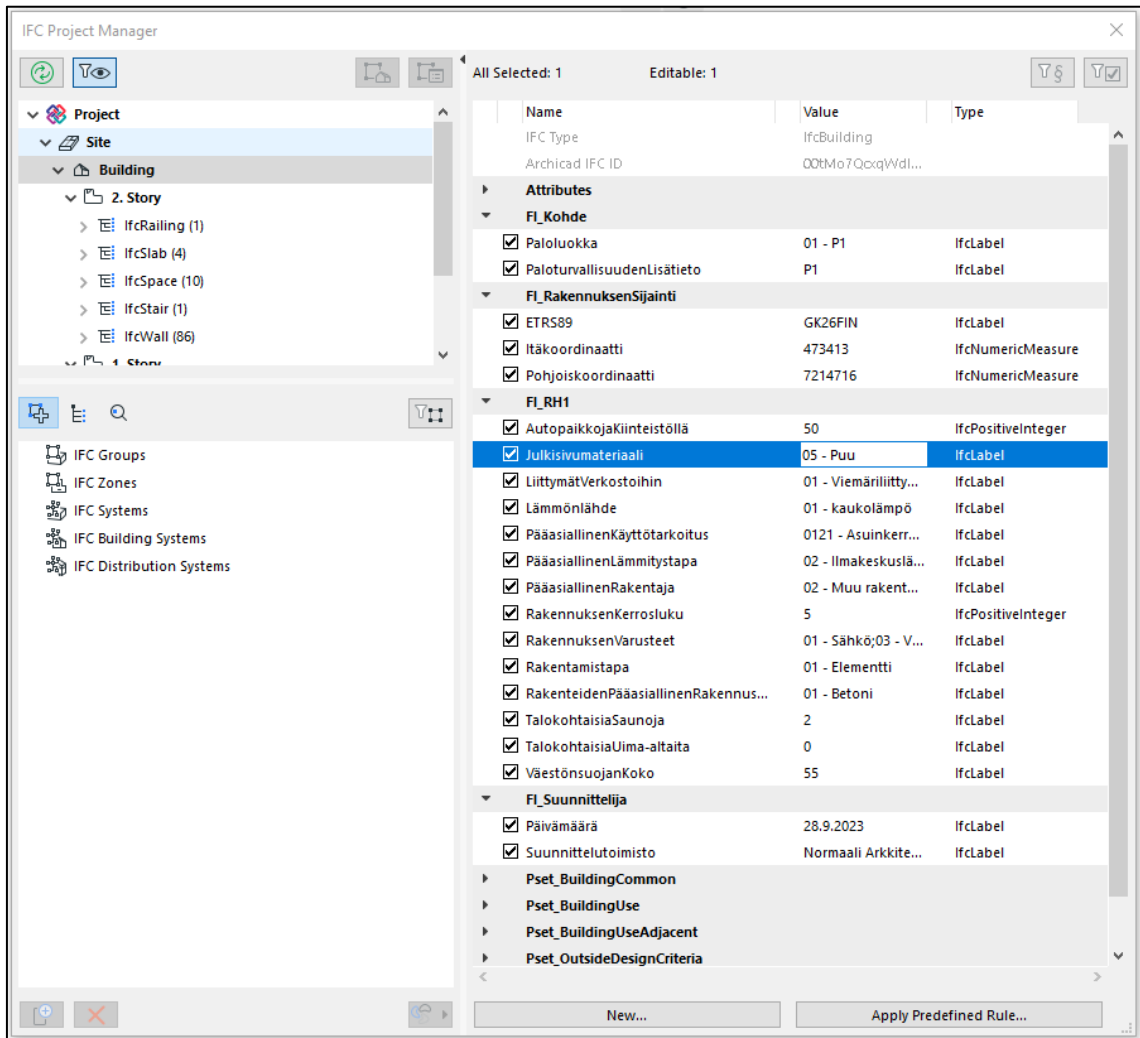 IFC Project Manager
All Selected: 1 Editable: 1
Project
Site
Building
2. Story
IfcRailing (1)
IfcSlab (4)
IfcSpace (10)
IfcStair (1)
IfcWall (86)
1. Story
IFC Groups
IFC Zones
IFC Systems
IFC Building Systems
IFC Distribution Systems
Name Value Type
IFC Type IfcBuilding
Archicad IFC ID 00tMo7QcxqWdI...
Attributes
FI_Kohde
Paloluokka 01 - P1 IfcLabel
PaloturvallisuudenLisätieto P1 IfcLabel
FI_RakennuksenSijainti
ETRS89 GK26FIN IfcLabel
Itäkoordinaatti 473413 IfcNumericMeasure
Pohjoiskoordinaatti 7214716 IfcNumericMeasure
FI_RH1
AutopaikkojaKiinteistöllä 50 IfcPositiveInteger
Julkisivumateriaali 05 - Puu IfcLabel
LiittymätVerkostoihin 01 - Viemäriliitty... IfcLabel
Lämmönlähde 01 - kaukolämpö IfcLabel
PääasiallinenKäyttötarkoitus 0121 - Asuinkerr... IfcLabel
PääasiallinenLämmitystapa 02 - Ilmakeskuslä... IfcLabel
PääasiallinenRakentaja 02 - Muu rakent... IfcLabel
RakennuksenKerrosluku 5 IfcPositiveInteger
RakennuksenVarusteet 01 - Sähkö;03 - V... IfcLabel
Rakentamistapa 01 - Elementti IfcLabel
RakenteidenPääasiallinenRakennus... 01 - Betoni IfcLabel
TalokohtaisiaSaunoja 2 IfcLabel
TalokohtaisiaUima-altaita 0 IfcLabel
VäestönsuojanKoko 55 IfcLabel
FI_Suunnittelija
Päivämäärä 28.9.2023 IfcLabel
Suunnittelutoimisto Normaali Arkkite... IfcLabel
Pset_BuildingCommon
Pset_BuildingUse
Pset_BuildingUseAdjacent
Pset_OutsideDesignCriteria
New... Apply Predefined Rule...